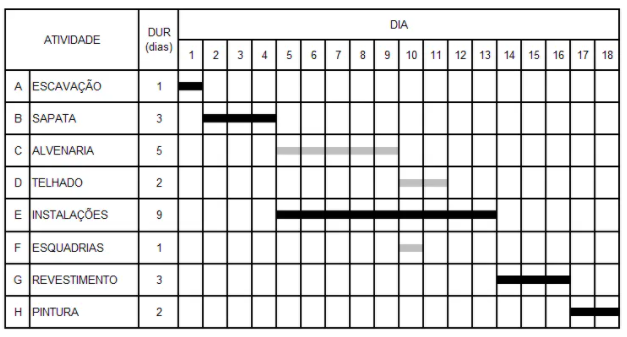 ATIVIDADE DUR (dias) DIA
1 2 3 4 5 6 7 8 9 10 11 12 13 14 15 16 17 18
A ESCAVAÇÃO 1
B SAPATA 3
C ALVENARIA 5
D TELHADO 2
E INSTALAÇÕES 9
F ESQUADRIAS 1
G REVESTIMENTO 3
H PINTURA 2